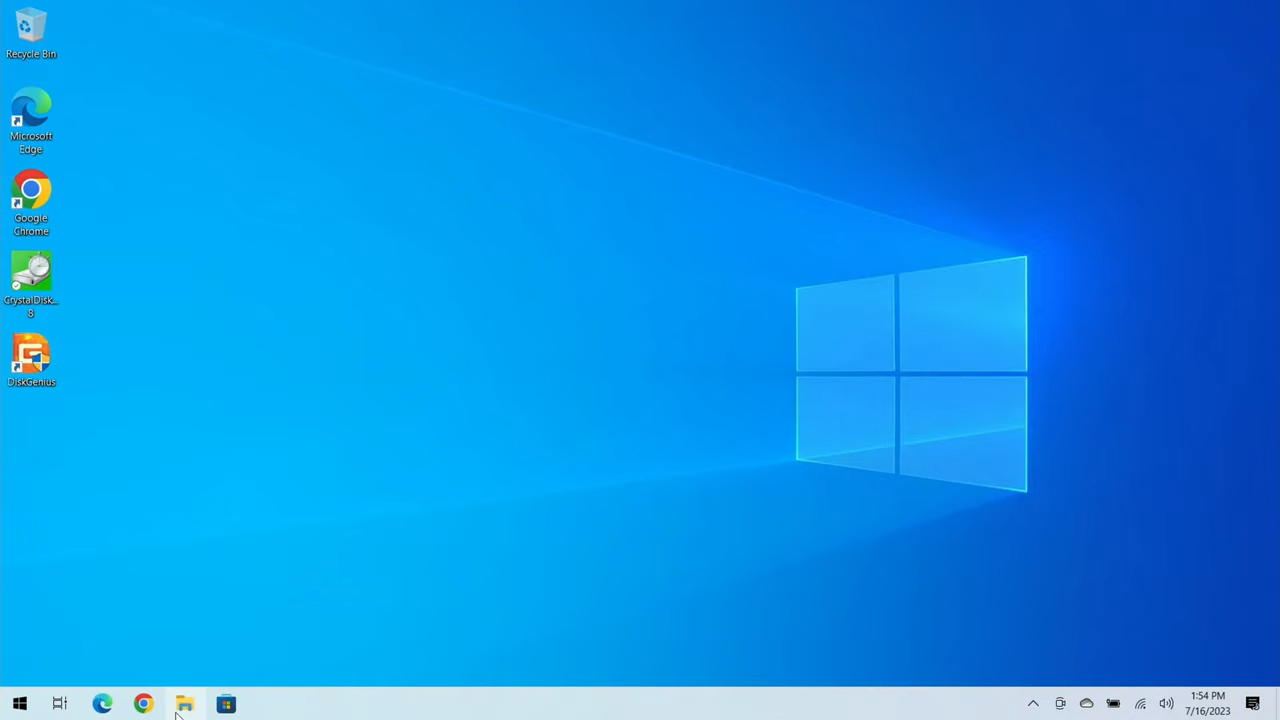 Recycle Bin
Microsoft
Edge
Google
Chrome
CrystalDisk...
8
DiskGenius
1:54 PM
7/16/2023